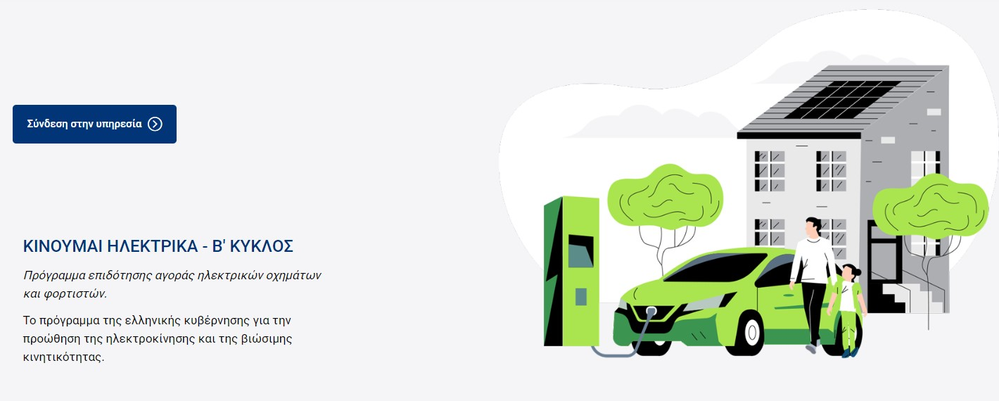 Σύνδεση στην υπηρεσία
ΚΙΝΟΥΜΑΙ ΗΛΕΚΤΡΙΚΑ - Β' ΚΥΚΛΟΣ
Πρόγραμμα επιδότησης αγοράς ηλεκτρικών οχημάτων
και φορτιστών.
Το πρόγραμμα της ελληνικής κυβέρνησης για την
προώθηση της ηλεκτροκίνησης και της βιώσιμης
κινητικότητας.